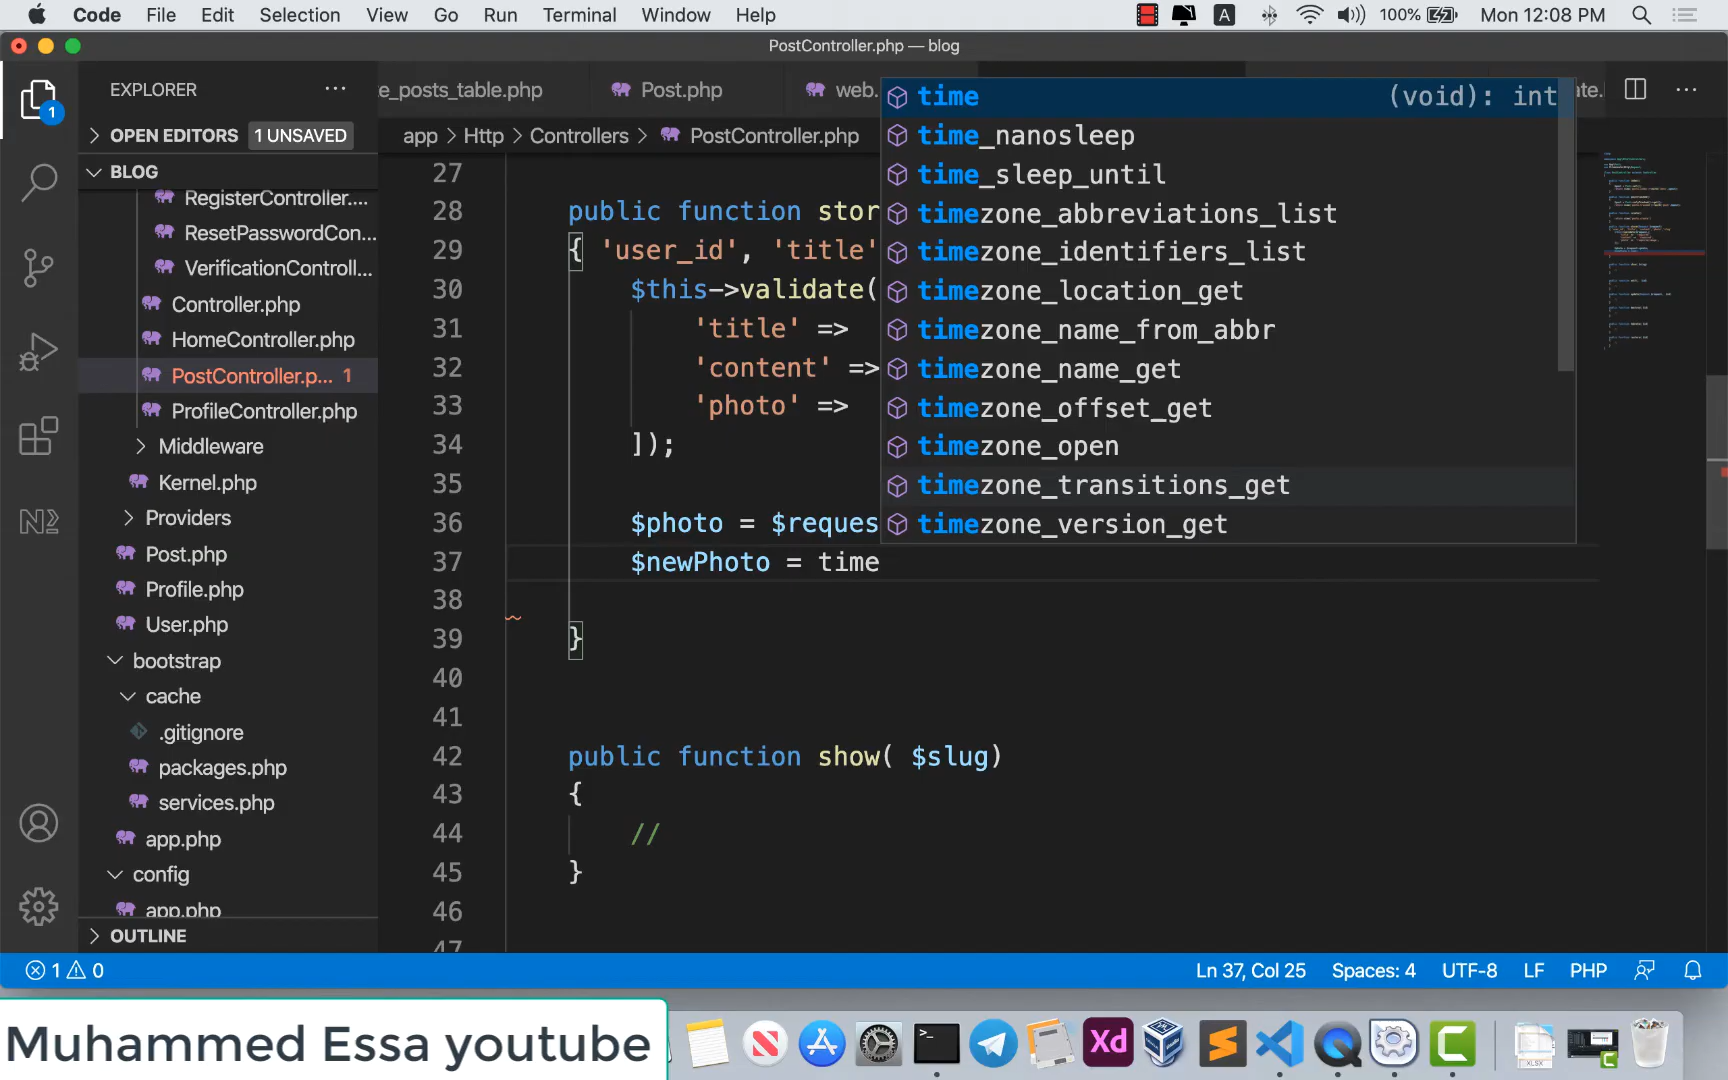 Code File Edit Selection View Go Run Terminal Window Help A 100% Mon 12:08 PM
PostController.php — blog
EXPLORER
e_posts_table.php Post.php web.
OPEN EDITORS 1 UNSAVED
app > Http > Controllers > PostController.php
BLOG
RegisterController....
ResetPasswordCon...
VerificationControll...
Controller.php
HomeController.php
PostController.p... 1
ProfileController.php
Middleware
Kernel.php
Providers
Post.php
Profile.php
User.php
bootstrap
cache
.gitignore
packages.php
services.php
app.php
config
app.php
OUTLINE
27
28 public function stor
29 { 'user_id', 'title'
30 $this->validate(
31 'title' =>
32 'content' =>
33 'photo' =>
34 ]);
35
36 $photo = $reques
37 $newPhoto = time
38
39 }
40
41
42 public function show( $slug)
43 {
44 //
45 }
46
47
time (void): int
time_nanosleep
time_sleep_until
timezone_abbreviations_list
timezone_identifiers_list
timezone_location_get
timezone_name_from_abbr
timezone_name_get
timezone_offset_get
timezone_open
timezone_transitions_get
timezone_version_get
1 0 Ln 37, Col 25 Spaces: 4 UTF-8 LF PHP
Muhammed Essa youtube
Xd
XLSX